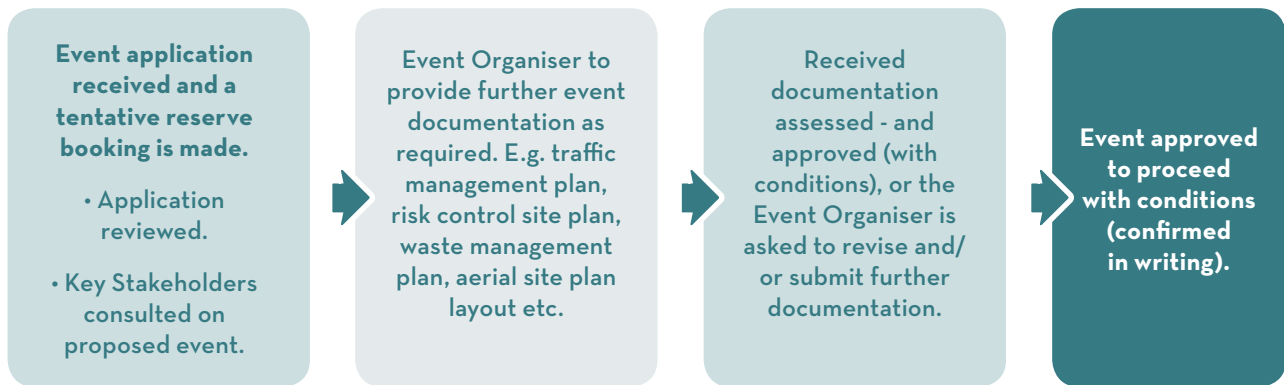 Event application
received and a
tentative reserve
booking is made.
• Application
reviewed.
• Key Stakeholders
consulted on
proposed event.
Event Organiser to
provide further event
documentation as
required. E.g. traffic
management plan,
risk control site plan,
waste management
plan, aerial site plan
layout etc.
Received
documentation
assessed - and
approved (with
conditions), or the
Event Organiser is
asked to revise and/
or submit further
documentation.
Event approved
to proceed
with conditions
(confirmed
in writing).